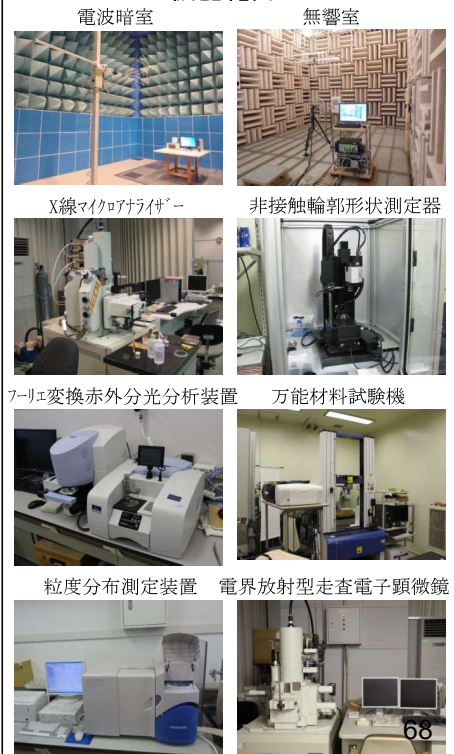 電波暗室 無響室
X線ﾏｲｸﾛｱﾅﾗｲｻﾞｰ 非接触輪郭形状測定器
ﾌｰﾘｴ変換赤外分光分析装置 万能材料試験機
粒度分布測定装置 電界放射型走査電子顕微鏡
68